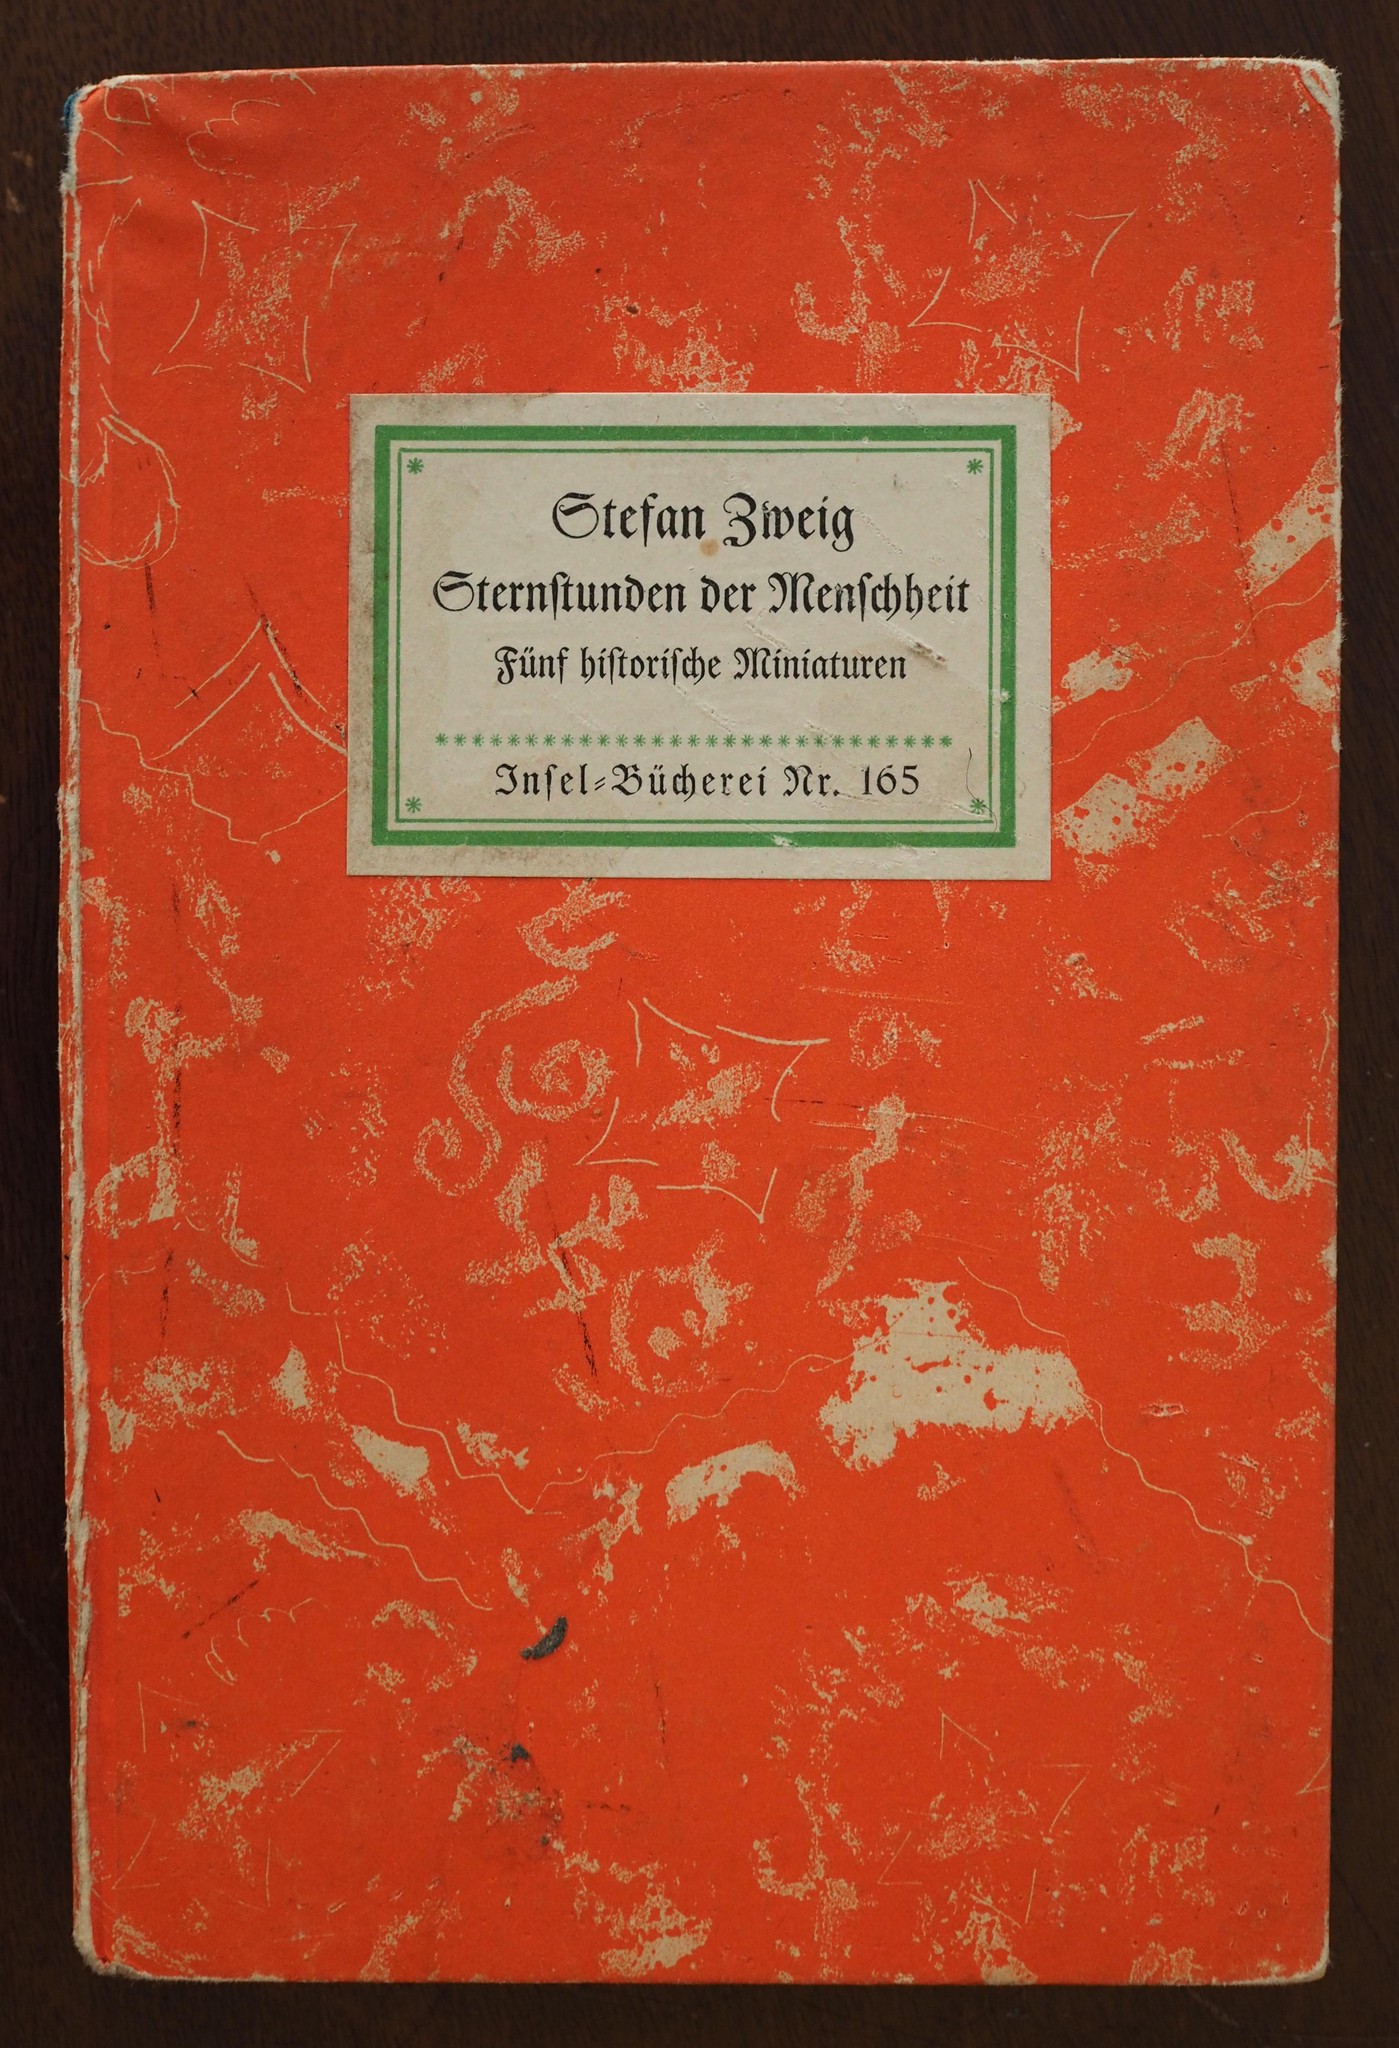 Stefan Zweig
Sternstunden der Menschheit
Fünf historische Miniaturen
Insel-Bücherei Nr. 165